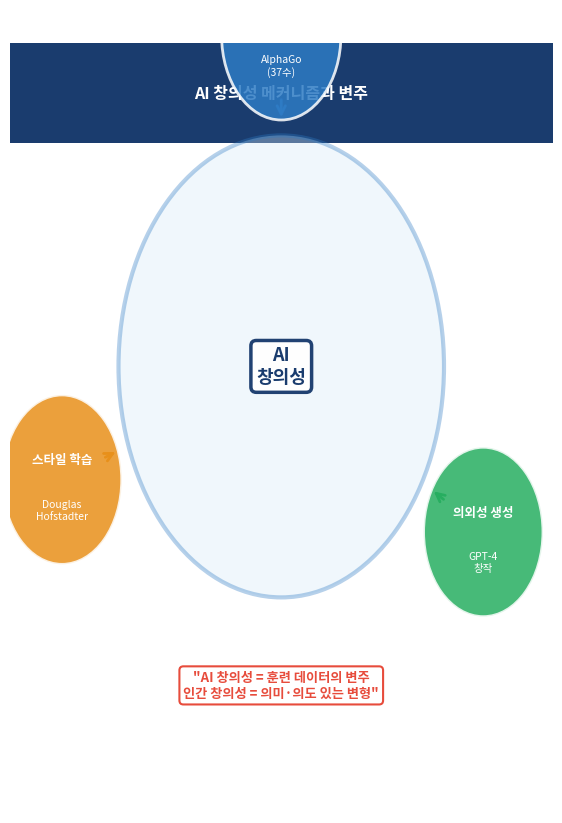 AlphaGo
(37수)
AI 창의성 메커니즘과 변주
AI
창의성
스타일 학습
Douglas
Hofstadter
의외성 생성
GPT-4
창작
"AI 창의성 = 훈련 데이터의 변주
인간 창의성 = 의미·의도 있는 변형"